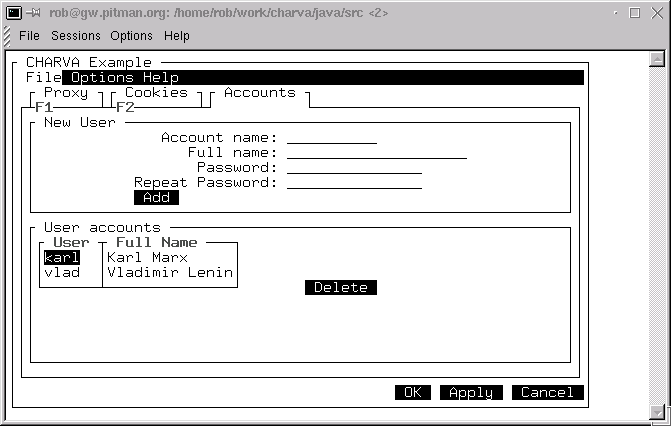 rob@gw.pitman.org: /home/rob/work/charva/java/src <2>
File Sessions Options Help
CHARVA Example
File Options Help
Proxy Cookies Accounts
F1 F2
New User
Account name:
Full name:
Password:
Repeat Password:
Add
User accounts
User Full Name
karl Karl Marx
vlad Vladimir Lenin
Delete
OK Apply Cancel